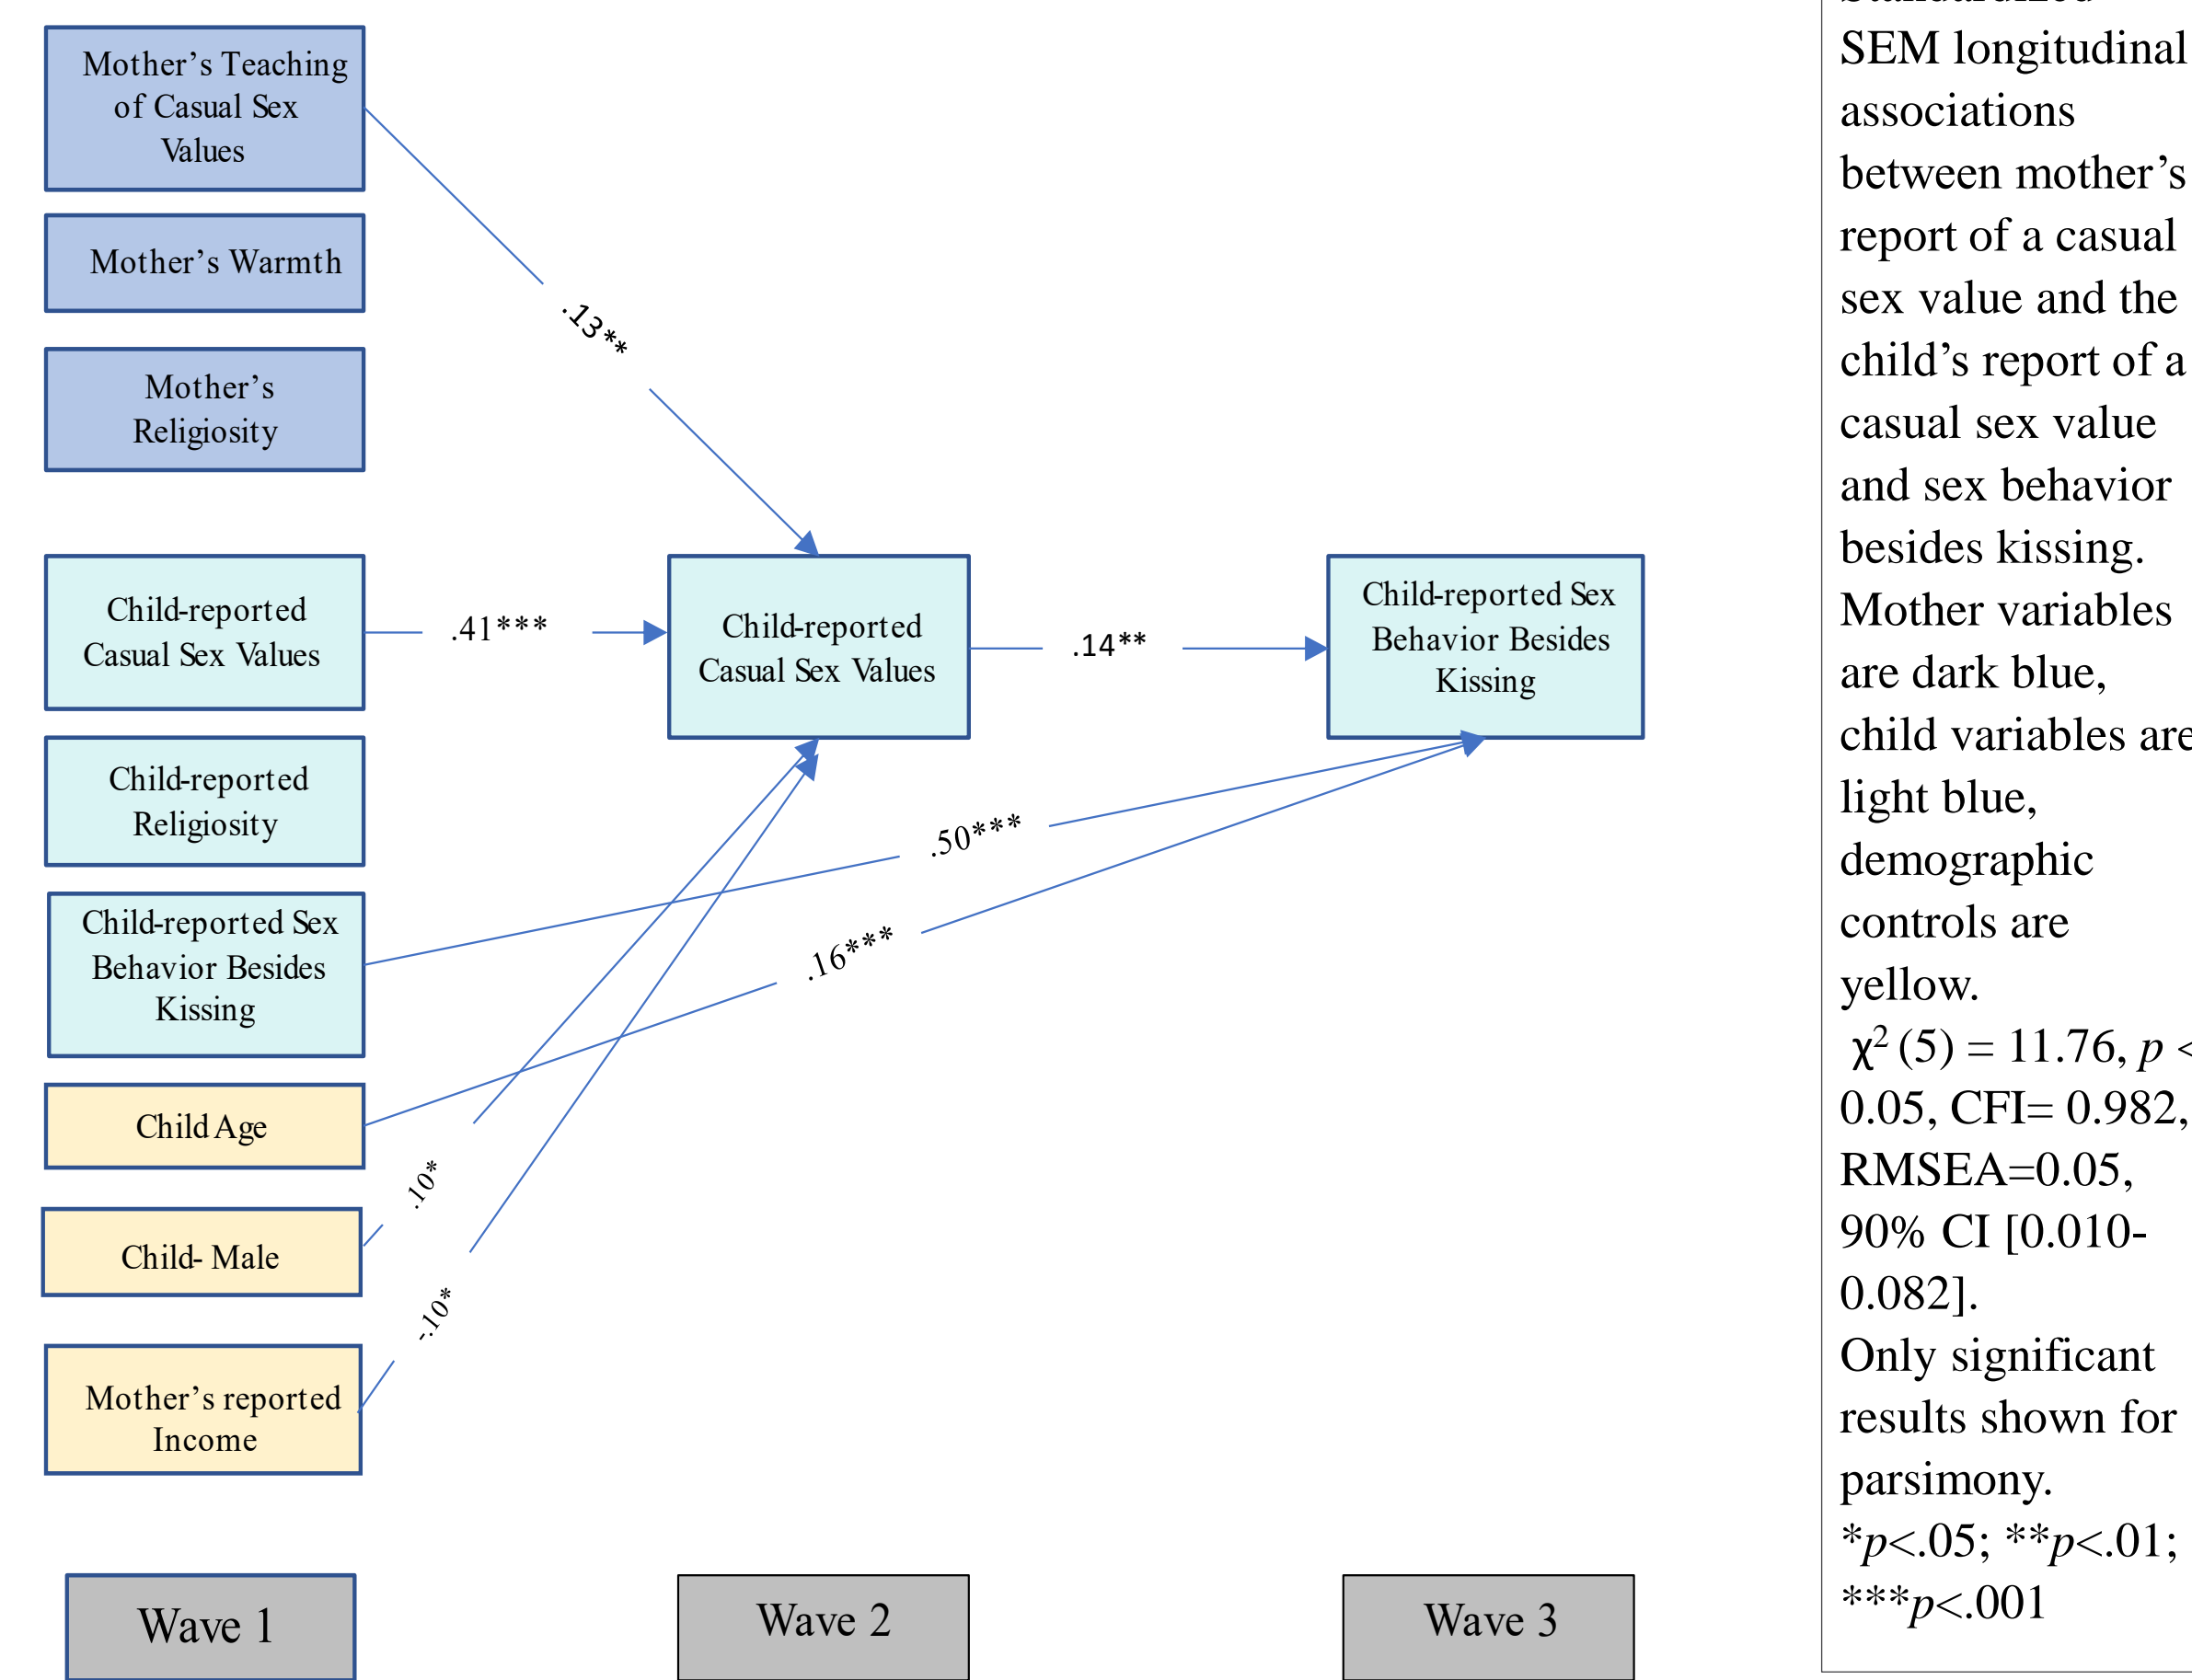 Mother’s Teaching
of Casual Sex
Values
Mother’s Warmth
Mother’s
Religiosity
.13**
Child-reported
Casual Sex Values
.41***
Child-reported
Casual Sex Values
.14**
Child-reported Sex
Behavior Besides
Kissing
Child-reported
Religiosity
Child-reported Sex
Behavior Besides
Kissing
.50***
.16***
Child Age
.10*
Child- Male
-.10*
Mother’s reported
Income
Wave 1
Wave 2
Wave 3
Standardized
SEM longitudinal
associations
between mother’s
report of a casual
sex value and the
child’s report of a
casual sex value
and sex behavior
besides kissing.
Mother variables
are dark blue,
child variables are
light blue,
demographic
controls are
yellow.
χ² (5) = 11.76, p <
0.05, CFI= 0.982,
RMSEA=0.05,
90% CI [0.010-
0.082].
Only significant
results shown for
parsimony.
*p<.05; **p<.01;
***p<.001